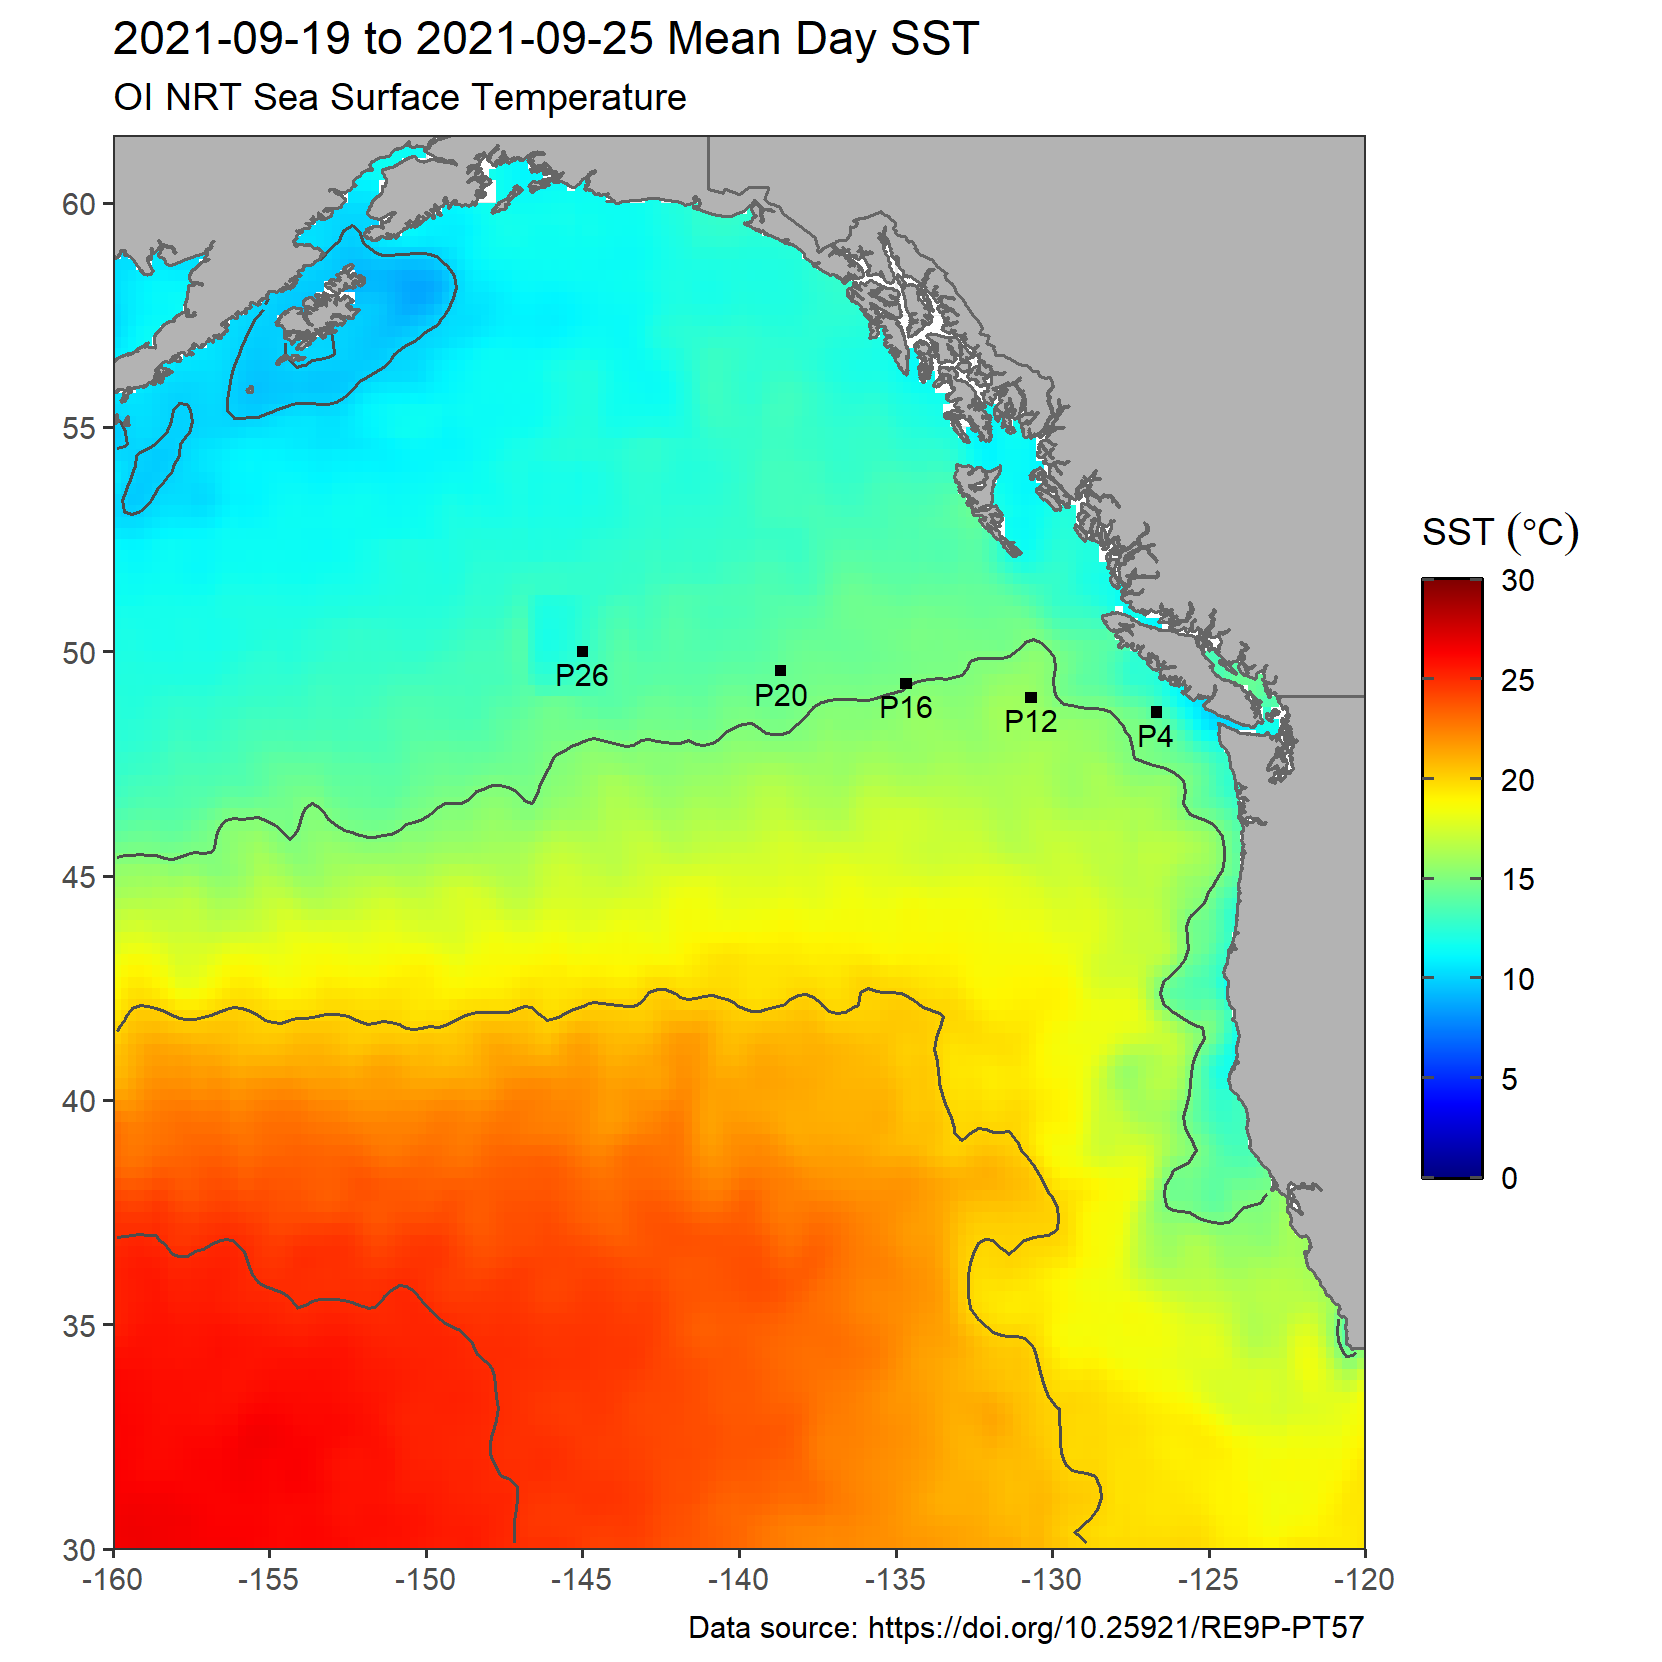 2021-09-19 to 2021-09-25 Mean Day SST
OI NRT Sea Surface Temperature
60
55
50
45
40
35
30
-160
-155
-150
-145
-140
-135
-130
-125
-120
P26
P20
P16
P12
P4
SST (°C)
30
25
20
15
10
5
0
Data source: https://doi.org/10.25921/RE9P-PT57